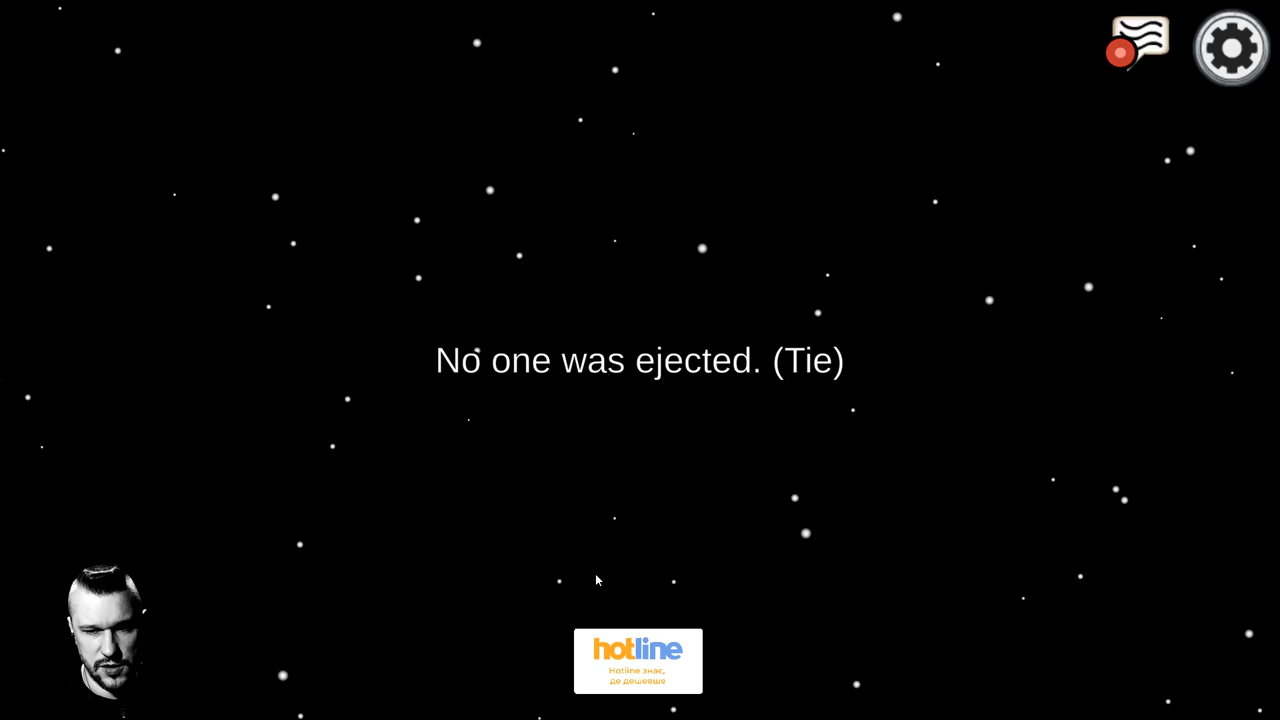 No one was ejected. (Tie)
hotline
Hotline знає,
де дешевше